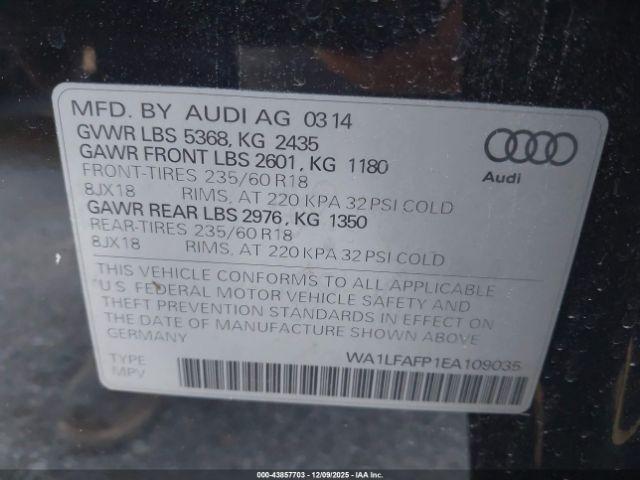 MFD. BY AUDI AG 0314
GVWR LBS 5368, KG 2435
GAWR FRONT LBS 2601, KG 1180
FRONT-TIRES 235/60 R18
8JX18 RIMS, AT 220 KPA 32 PSI COLD
GAWR REAR LBS 2976, KG 1350
REAR-TIRES 235/60 R18
8JX18 RIMS, AT 220 KPA 32 PSI COLD
Audi
THIS VEHICLE CONFORMS TO ALL APPLICABLE
U.S. FEDERAL MOTOR VEHICLE SAFETY AND
THEFT PREVENTION STANDARDS IN EFFECT ON
THE DATE OF MANUFACTURE SHOWN ABOVE
GERMANY
WA1LFAFP1EA109035
TYPE
MPV
000-43857703 - 12/09/2025 - IAAI.COM